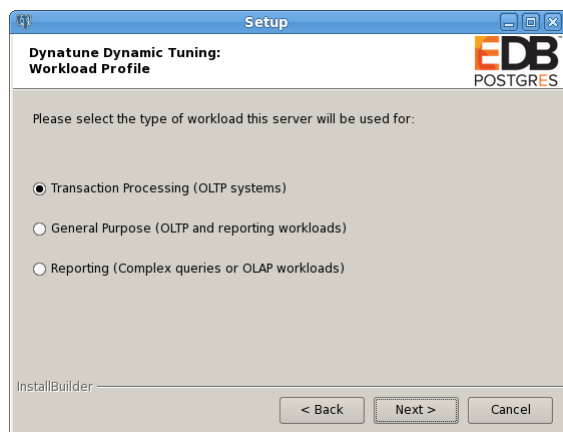 Setup
Dynatune Dynamic Tuning:
Workload Profile
EDB
POSTGRES
Please select the type of workload this server will be used for:
Transaction Processing (OLTP systems)
General Purpose (OLTP and reporting workloads)
Reporting (Complex queries or OLAP workloads)
InstallBuilder
< Back
Next >
Cancel